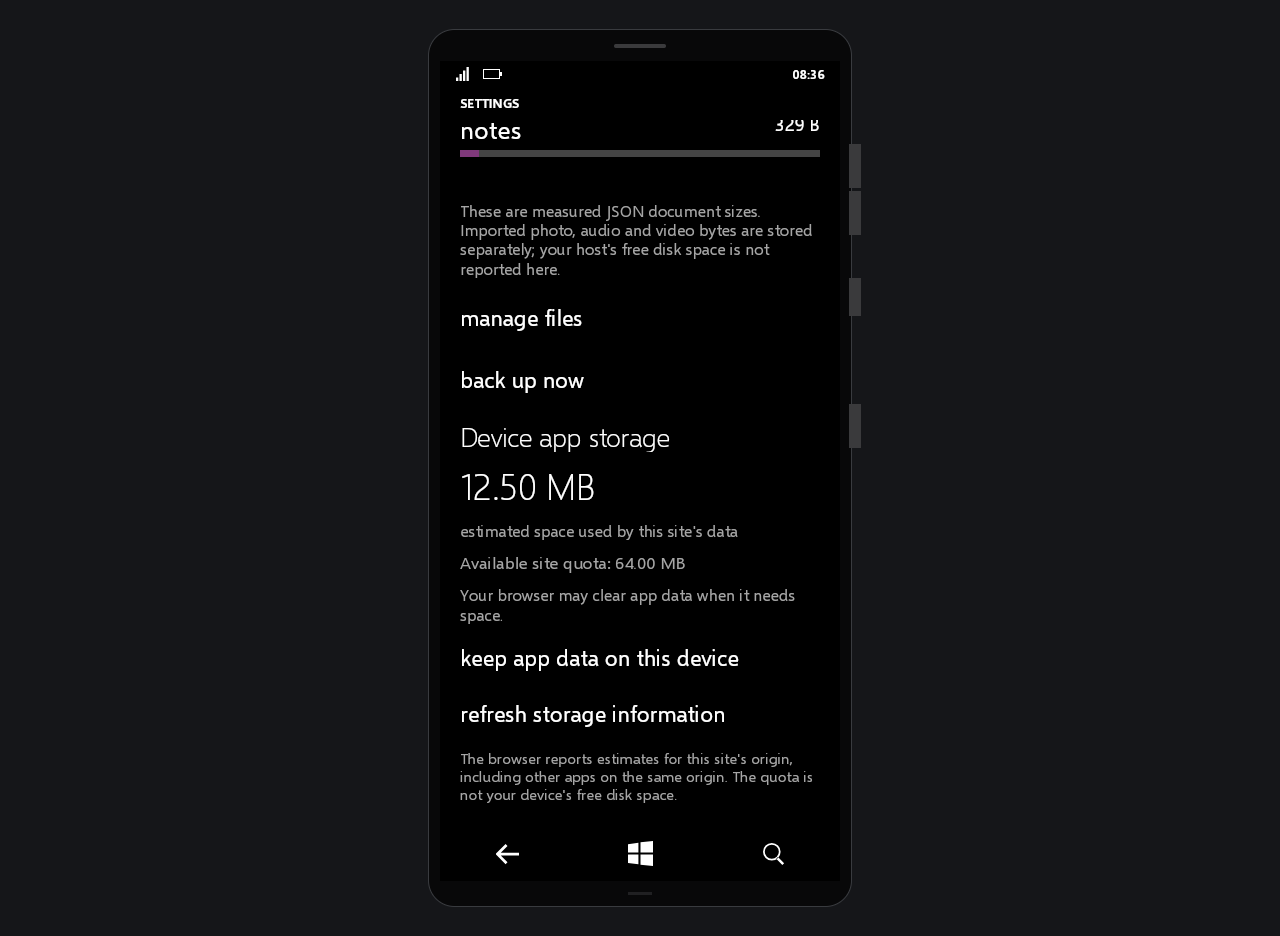 08:36
SETTINGS
notes 329 B
These are measured JSON document sizes.
Imported photo, audio and video bytes are stored
separately; your host's free disk space is not
reported here.
manage files
back up now
Device app storage
12.50 MB
estimated space used by this site's data
Available site quota: 64.00 MB
Your browser may clear app data when it needs
space.
keep app data on this device
refresh storage information
The browser reports estimates for this site's origin,
including other apps on the same origin. The quota is
not your device's free disk space.